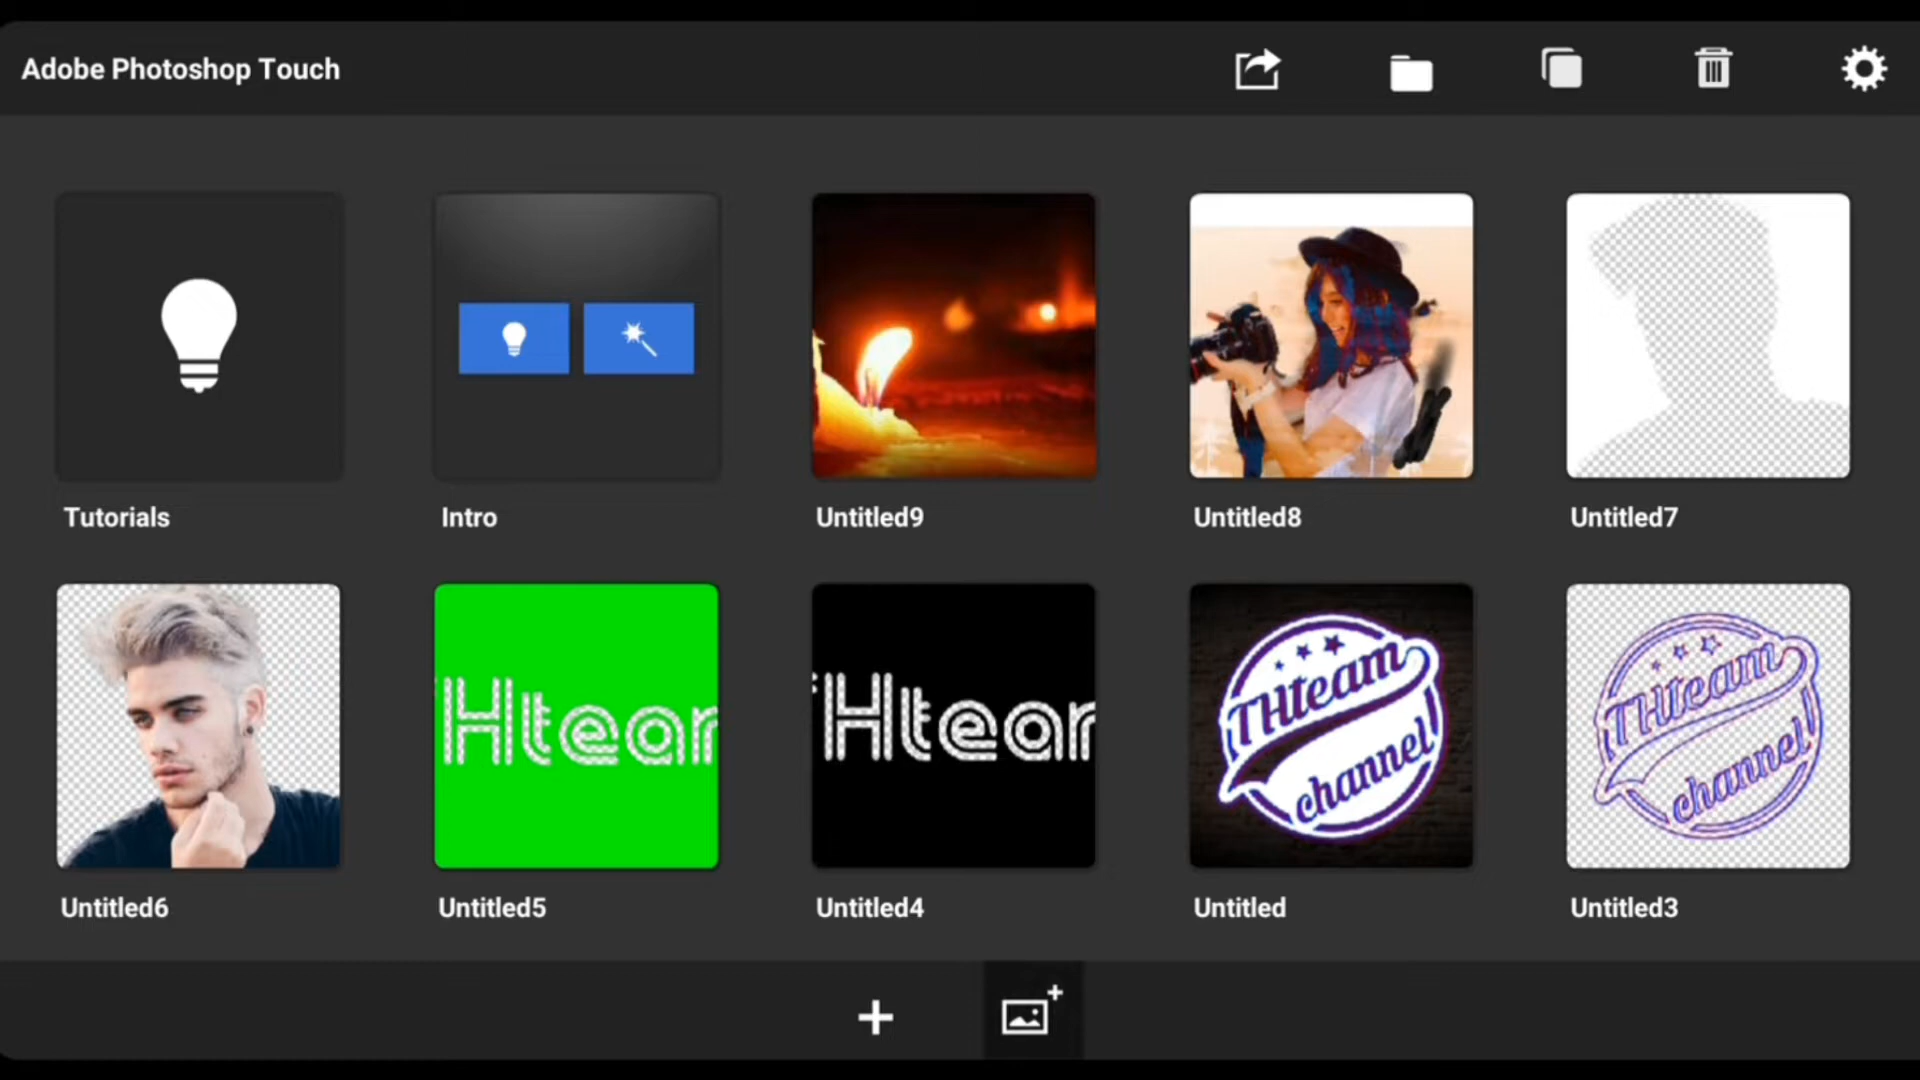 Adobe Photoshop Touch
Tutorials
Intro
Untitled9
Untitled8
Untitled7
Htear
Htear
THteam
channel
THteam
channel
Untitled6
Untitled5
Untitled4
Untitled
Untitled3